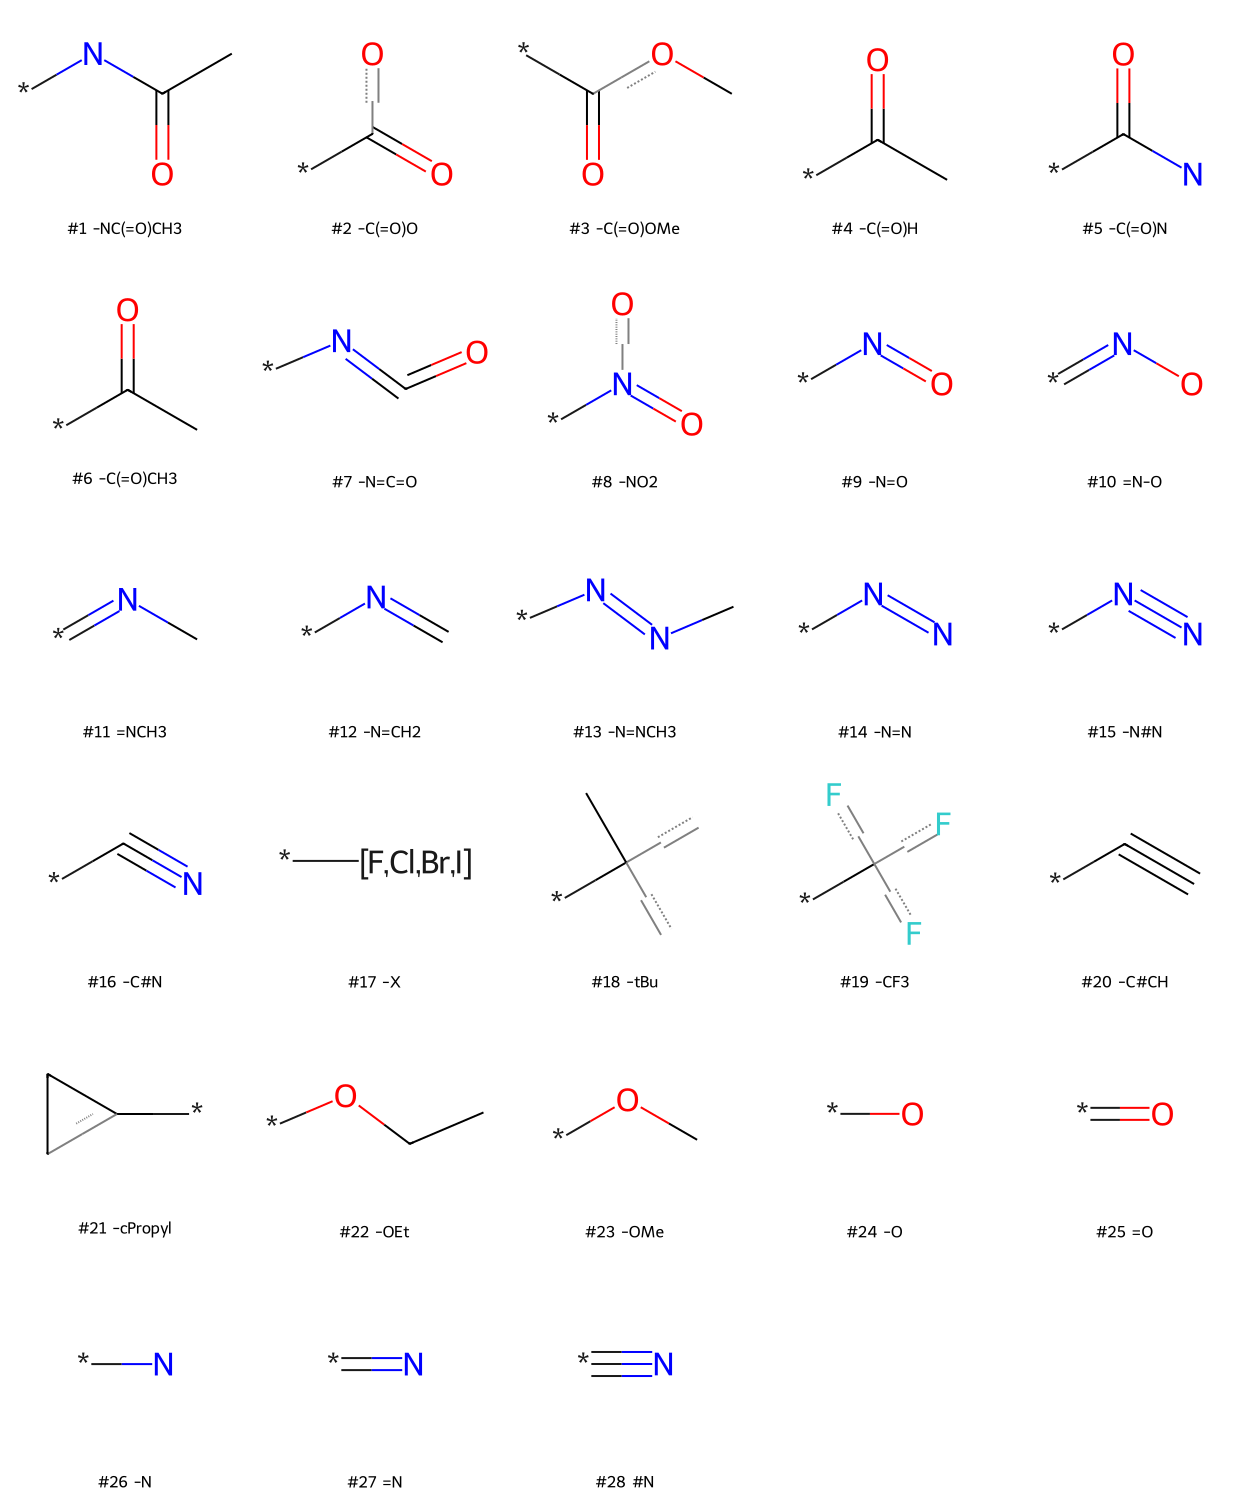 N
*
O
#1 -NC(=O)CH3
O
*
O
#2 -C(=O)O
*
O
O
#3 -C(=O)OMe
O
*
#4 -C(=O)H
O
*
N
#5 -C(=O)N
O
*
#6 -C(=O)CH3
N
*
O
#7 -N=C=O
O
N
*
O
#8 -NO2
N
*
O
#9 -N=O
N
*
O
#10 =N-O
N
*
#11 =NCH3
N
*
#12 -N=CH2
N
*
N
#13 -N=NCH3
N
*
N
#14 -N=N
N
*
N
#15 -N#N
*
N
#16 -C#N
*
[F,Cl,Br,I]
#17 -X
*
#18 -tBu
F
F
*
F
#19 -CF3
*
#20 -C#CH
*
#21 -cPropyl
O
*
#22 -OEt
O
*
#23 -OMe
*
O
#24 -O
*
O
#25 =O
*
N
#26 -N
*
N
#27 =N
*
N
#28 #N